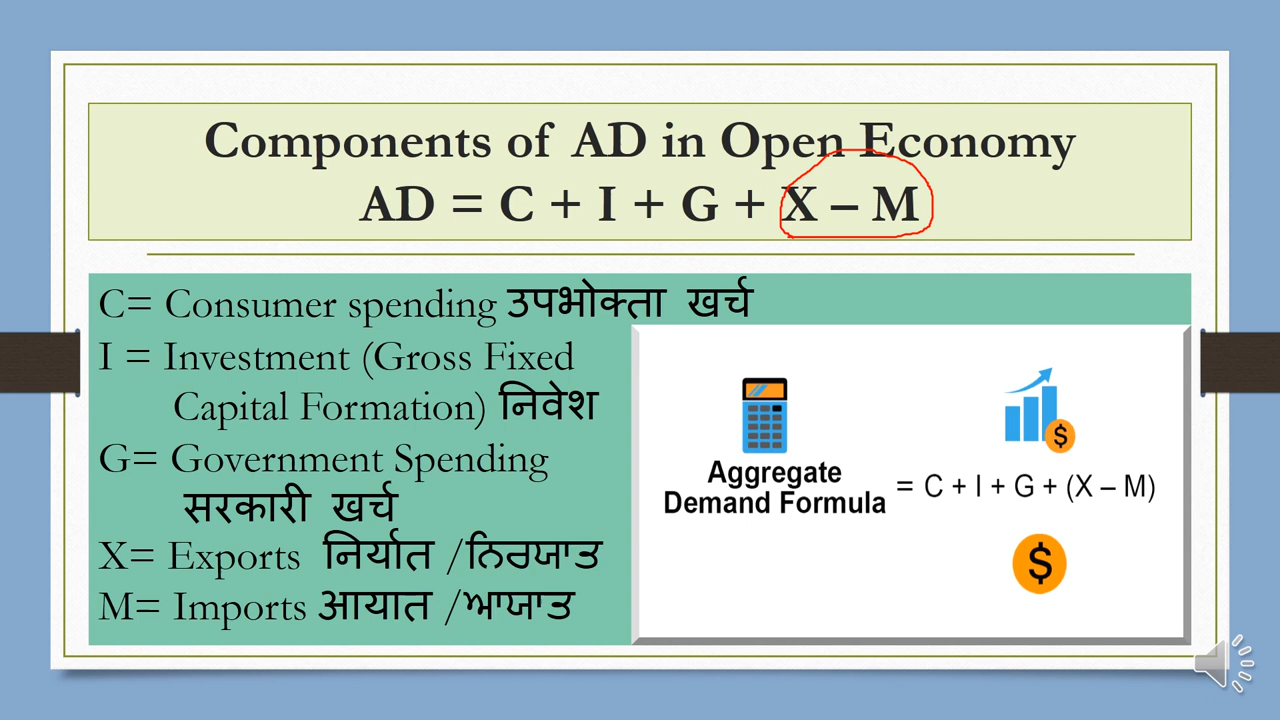 Components of AD in Open Economy
AD = C + I + G + X – M
C= Consumer spending उपभोक्ता खर्च
I = Investment (Gross Fixed
Capital Formation) निवेश
G= Government Spending
सरकारी खर्च
X= Exports निर्यात /ਨਿਰਯਾਤ
M= Imports आयात /ਆਯਾਤ
$
Aggregate
Demand Formula
= C + I + G + (X – M)
$